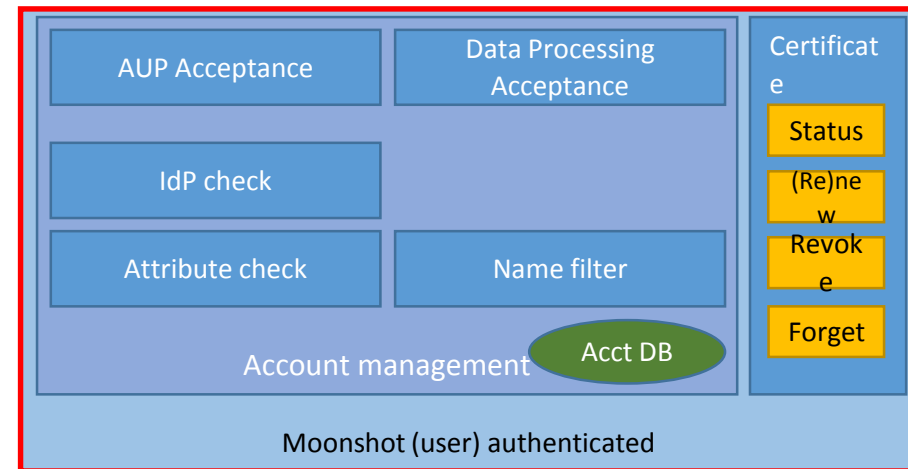 AUP Acceptance
Data Processing
Acceptance
IdP check
Attribute check
Name filter
Account management
Acct DB
Certificat
e
Status
(Re)ne
w
Revok
e
Forget
Moonshot (user) authenticated